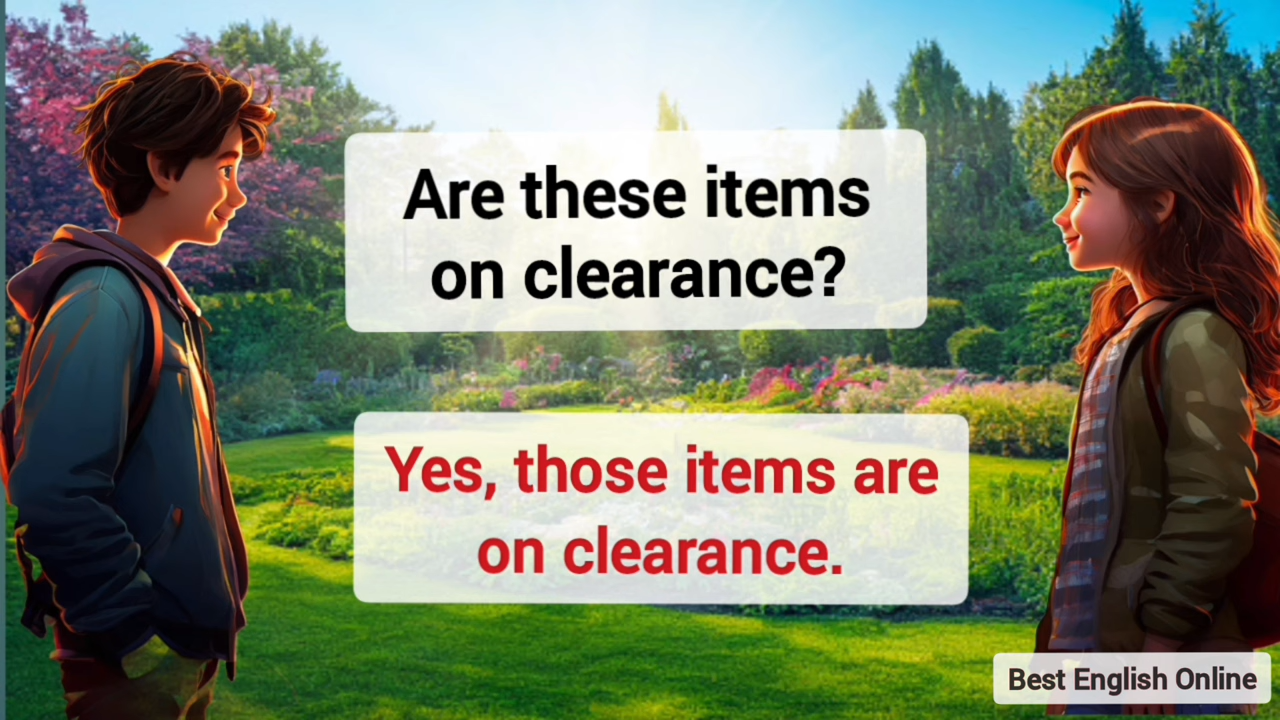 Are these items
on clearance?
Yes, those items are
on clearance.
Best English Online